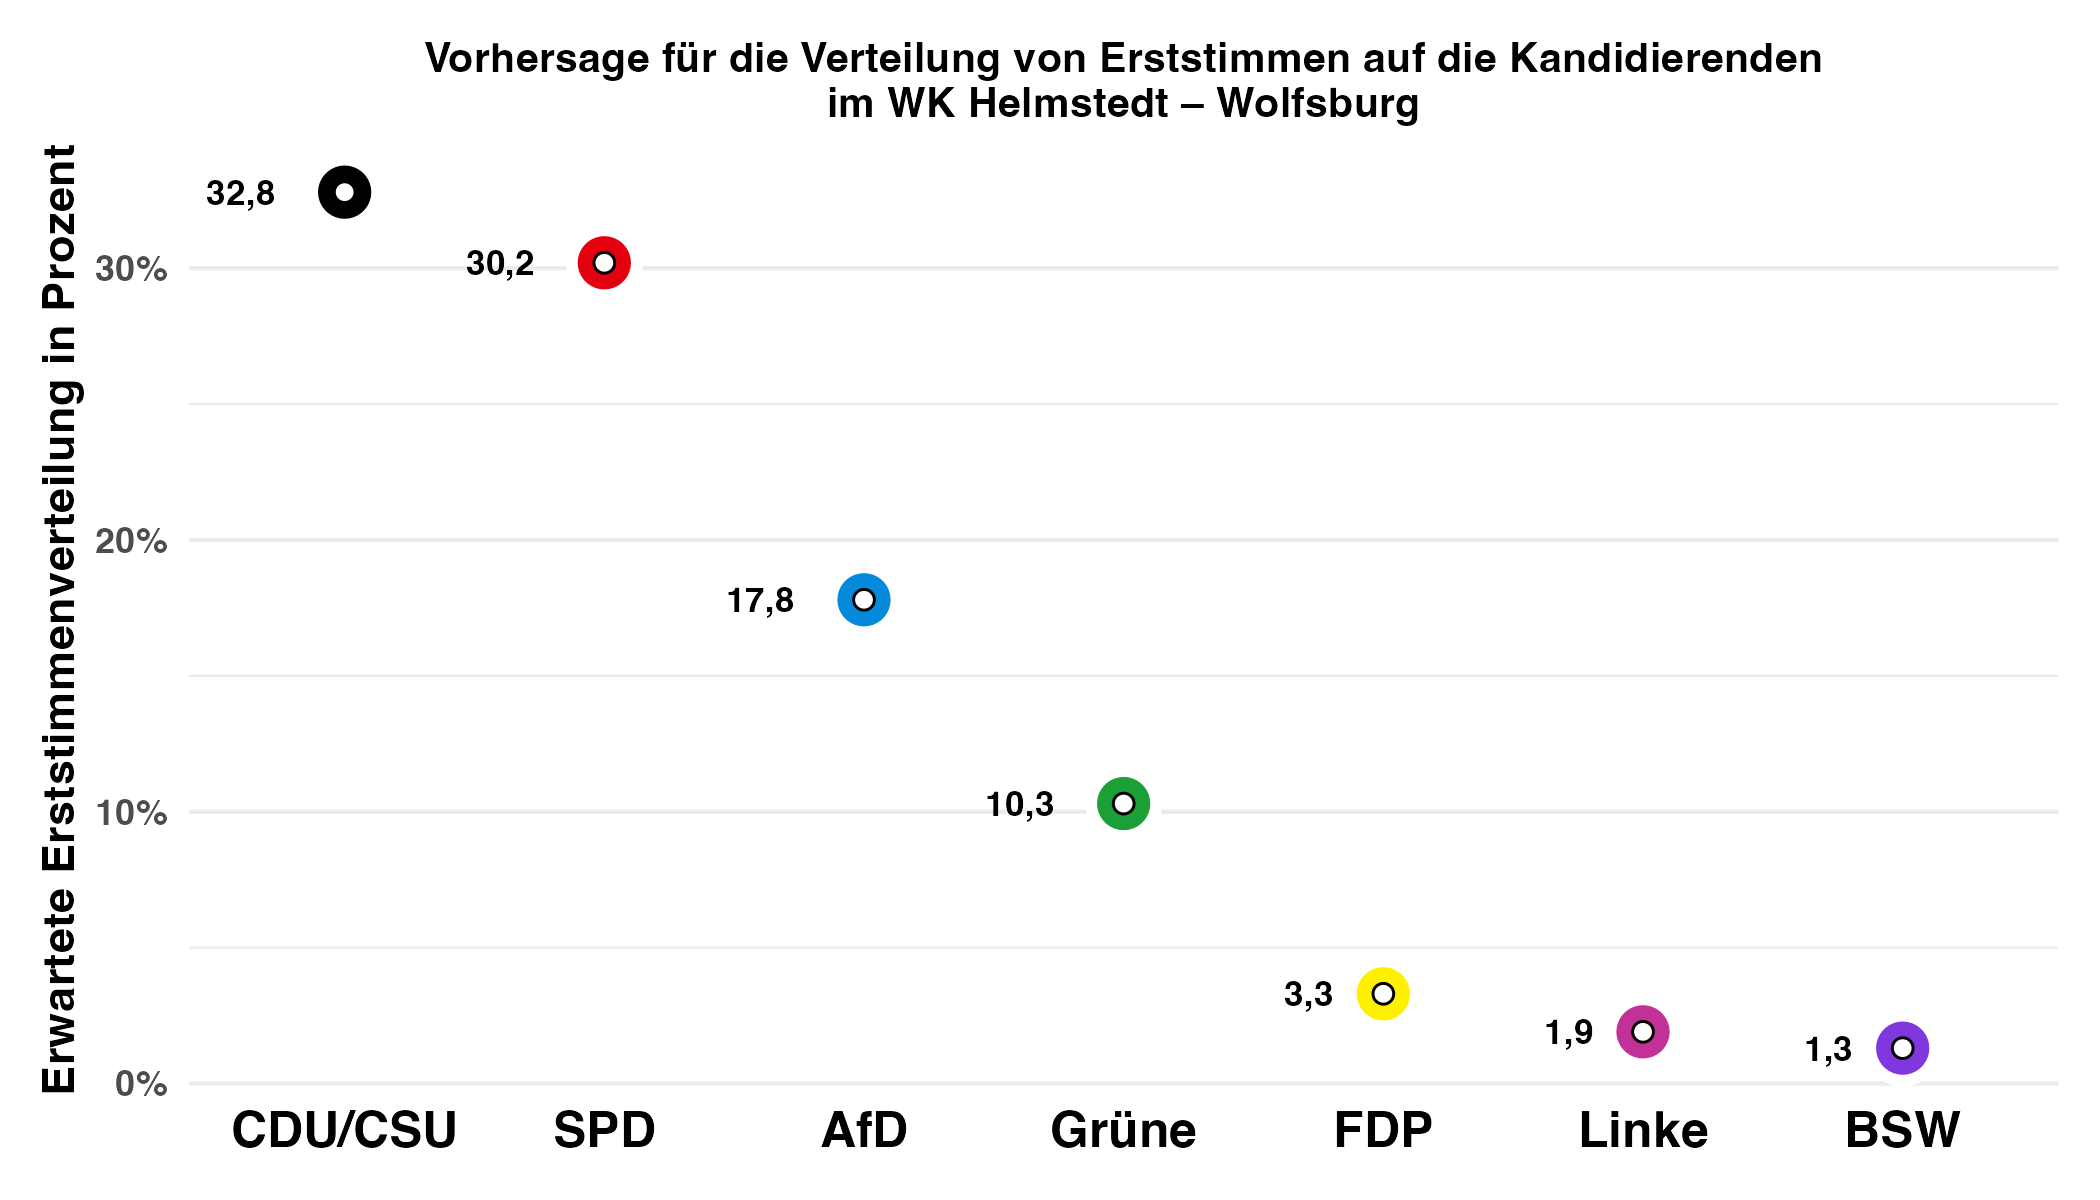 Vorhersage für die Verteilung von Erststimmen auf die Kandidierenden
im WK Helmstedt – Wolfsburg
Erwartete Erststimmenverteilung in Prozent
32,8
30%
30,2
20%
17,8
10%
10,3
3,3
1,9
1,3
0%
CDU/CSU SPD AfD Grüne FDP Linke BSW